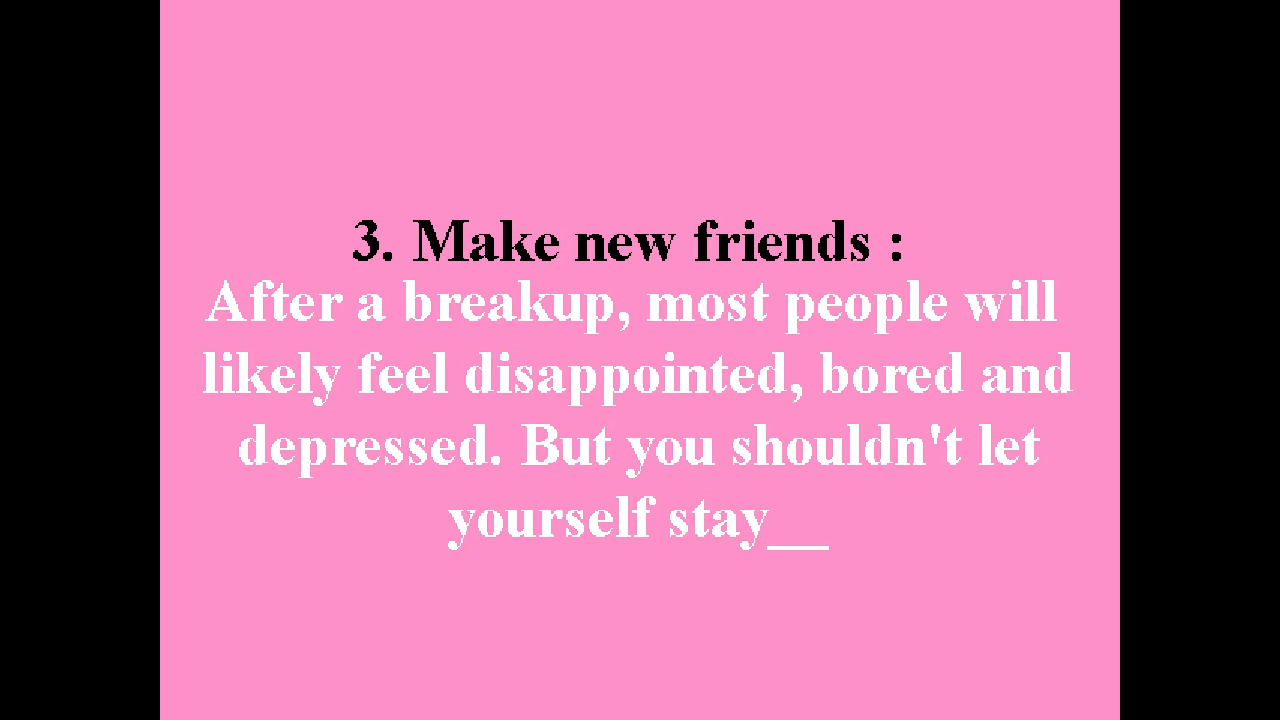 3. Make new friends :
After a breakup, most people will
likely feel disappointed, bored and
depressed. But you shouldn't let
yourself stay__